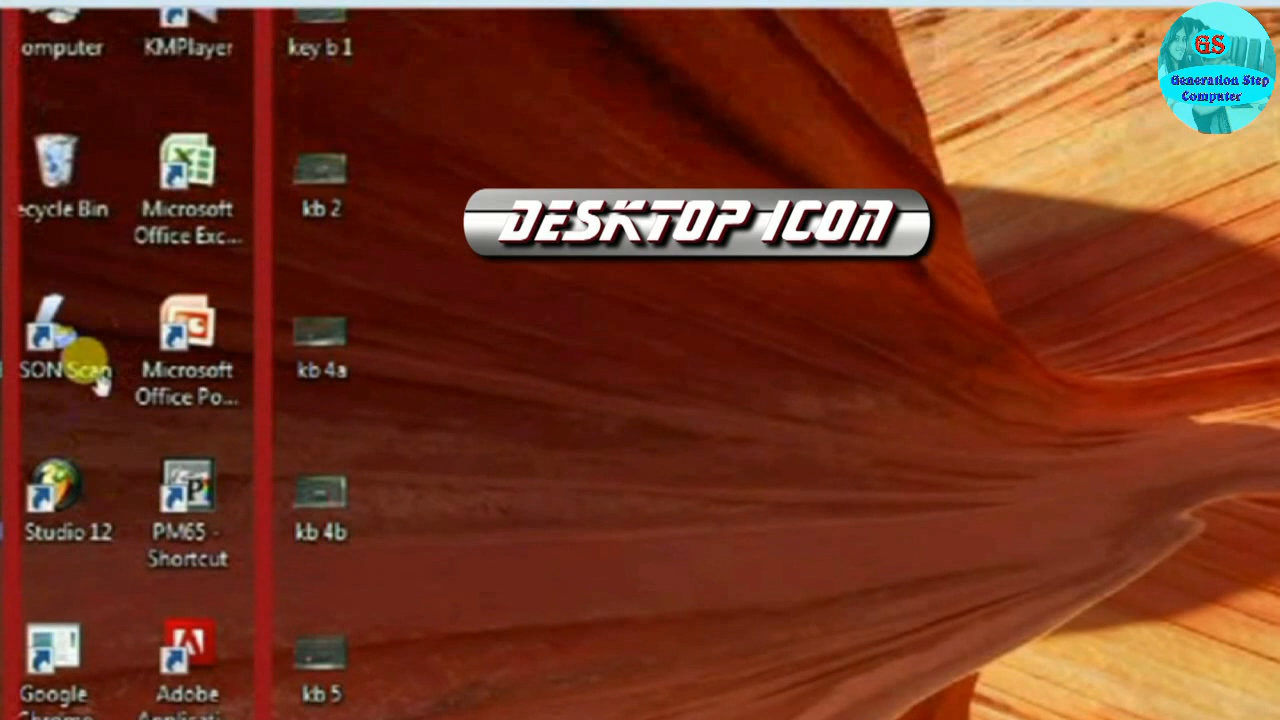 omputer
KMPlayer
key b 1
GS
Generation Step
Computer
ecycle Bin
Microsoft
Office Exc...
kb 2
DESKTOP ICON
SON Scan
Microsoft
Office Po...
kb 4a
Studio 12
PM65 -
Shortcut
kb 4b
Google
Chrome
Adobe
Applicati...
kb 5